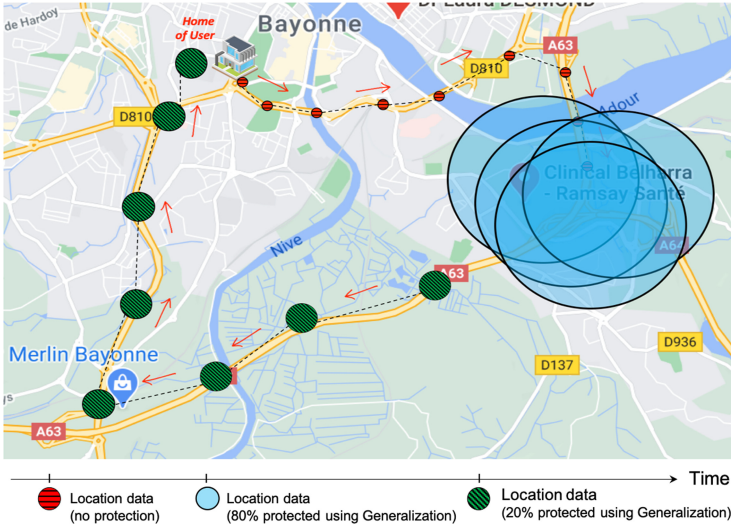 de Hardoy
Home
of User
Bayonne
Dr Laura DESMOND
A63
D810
D810
Adour
Clinical Belharra
- Ramsay Santé
Nive
A63
A64
Merlin Bayonne
D936
D137
A63
Time
Location data
(no protection)
Location data
(80% protected using Generalization)
Location data
(20% protected using Generalization)